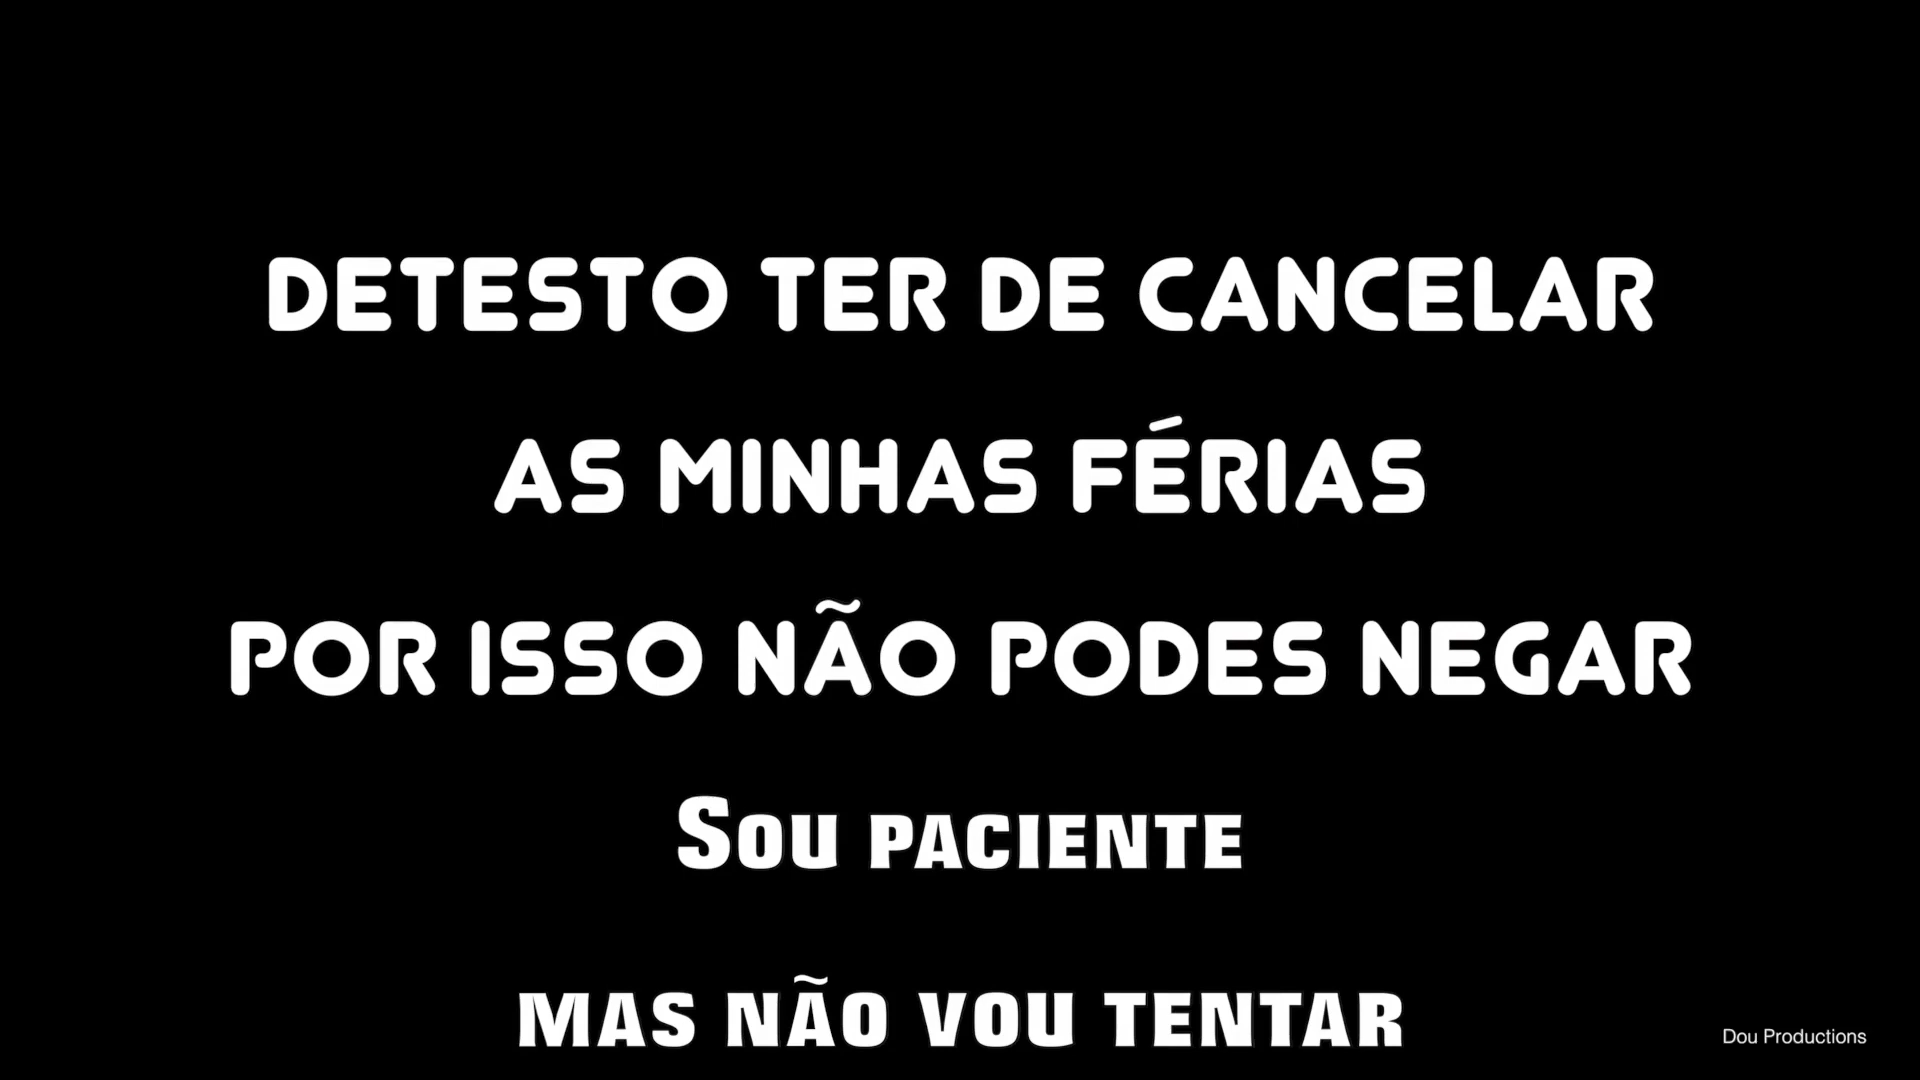 DETESTO TER DE CANCELAR
AS MINHAS FÉRIAS
POR ISSO NÃO PODES NEGAR
SOU PACIENTE
MAS NÃO VOU TENTAR
Dou Productions